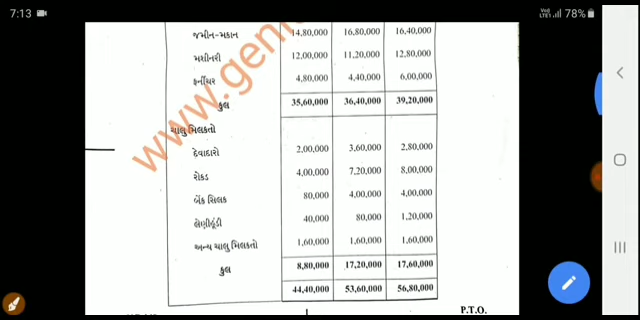 7:13
78%
જમીન-મકાન 14,80,000 16,80,000 16,40,000
મશીનરી 12,00,000 11,20,000 12,80,000
ફર્નીચર 4,80,000 4,40,000 6,00,000
કુલ 35,60,000 36,40,000 39,20,000
ચાલુ મિલકતો
દેવાદારો 2,00,000 3,60,000 2,80,000
રોકડ 4,00,000 7,20,000 8,00,000
બેંક સિલક 80,000 4,00,000 4,00,000
લેણીહૂંડી 40,000 80,000 1,20,000
અન્ય ચાલુ મિલકતો 1,60,000 1,60,000 1,60,000
કુલ 8,80,000 17,20,000 17,60,000
44,40,000 53,60,000 56,80,000
P.T.O.
www.geni